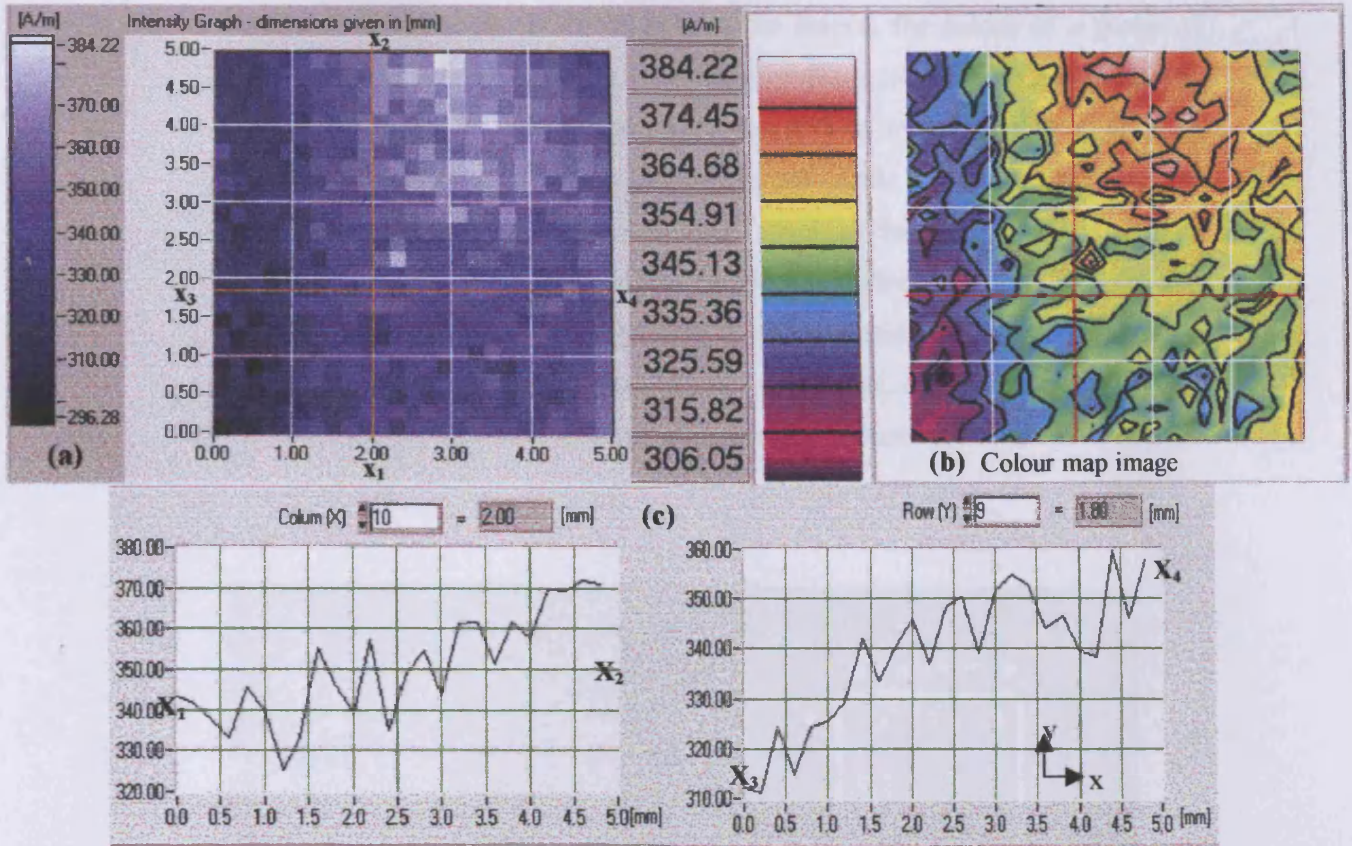 [A/m]
384.22
370.00
360.00
350.00
340.00
330.00
320.00
310.00
296.28
(a)
Intensity Graph - dimensions given in [mm]
x2
5.00
4.50
4.00
3.50
3.00
2.50
2.00
x3
x4
1.50
1.00
0.50
0.00
0.00 1.00 2.00 3.00 4.00 5.00
x1
[A/m]
384.22
374.45
364.68
354.91
345.13
335.36
325.59
315.82
306.05
(b) Colour map image
Colum (X) 10 = 2.00 [mm]
(c)
Row (Y) 9 = 1.80 [mm]
380.00
370.00
360.00
350.00
340.00
330.00
320.00
X1
X2
0.0 0.5 1.0 1.5 2.0 2.5 3.0 3.5 4.0 4.5 5.0 [mm]
360.00
350.00
340.00
330.00
320.00
310.00
X3
X4
Y
X
0.0 0.5 1.0 1.5 2.0 2.5 3.0 3.5 4.0 4.5 5.0 [mm]